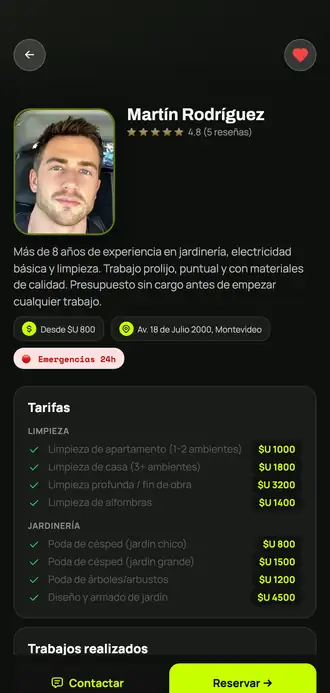 Martín Rodríguez
4.8 (5 reseñas)
Más de 8 años de experiencia en jardinería, electricidad
básica y limpieza. Trabajo prolijo, puntual y con materiales
de calidad. Presupuesto sin cargo antes de empezar
cualquier trabajo.
$ Desde $U 800
Av. 18 de Julio 2000, Montevideo
Emergencias 24h
Tarifas
LIMPIEZA
Limpieza de apartamento (1-2 ambientes) $U 1000
Limpieza de casa (3+ ambientes) $U 1800
Limpieza profunda / fin de obra $U 3200
Limpieza de alfombras $U 1400
JARDINERÍA
Poda de césped (jardín chico) $U 800
Poda de césped (jardín grande) $U 1500
Poda de árboles/arbustos $U 1200
Diseño y armado de jardín $U 4500
Trabajos realizados
Contactar
Reservar →